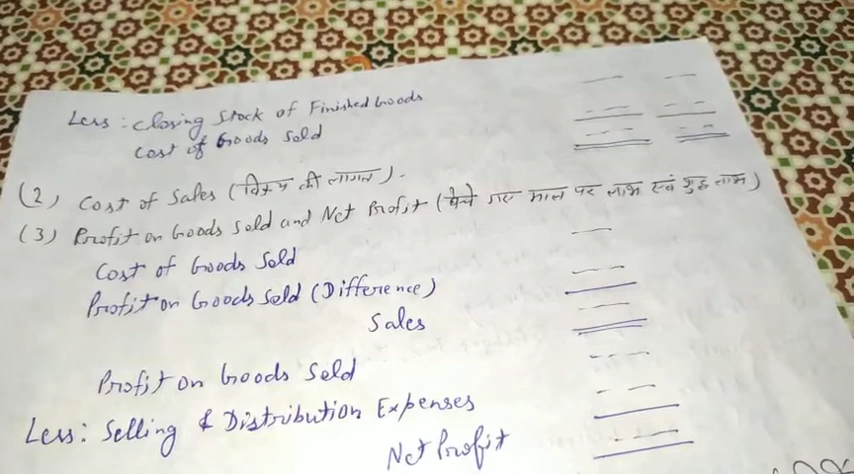 Less : Closing Stock of Finished Goods
Cost of Goods Sold
(2) Cost of Sales (विक्रय की लागत).
(3) Profit on Goods Sold and Net Profit (बेचे गए माल पर लाभ एवं शुद्ध लाभ)
Cost of Goods Sold
Profit on Goods Sold (Difference)
Sales
Profit on Goods Sold
Less: Selling & Distribution Expenses
Net Profit